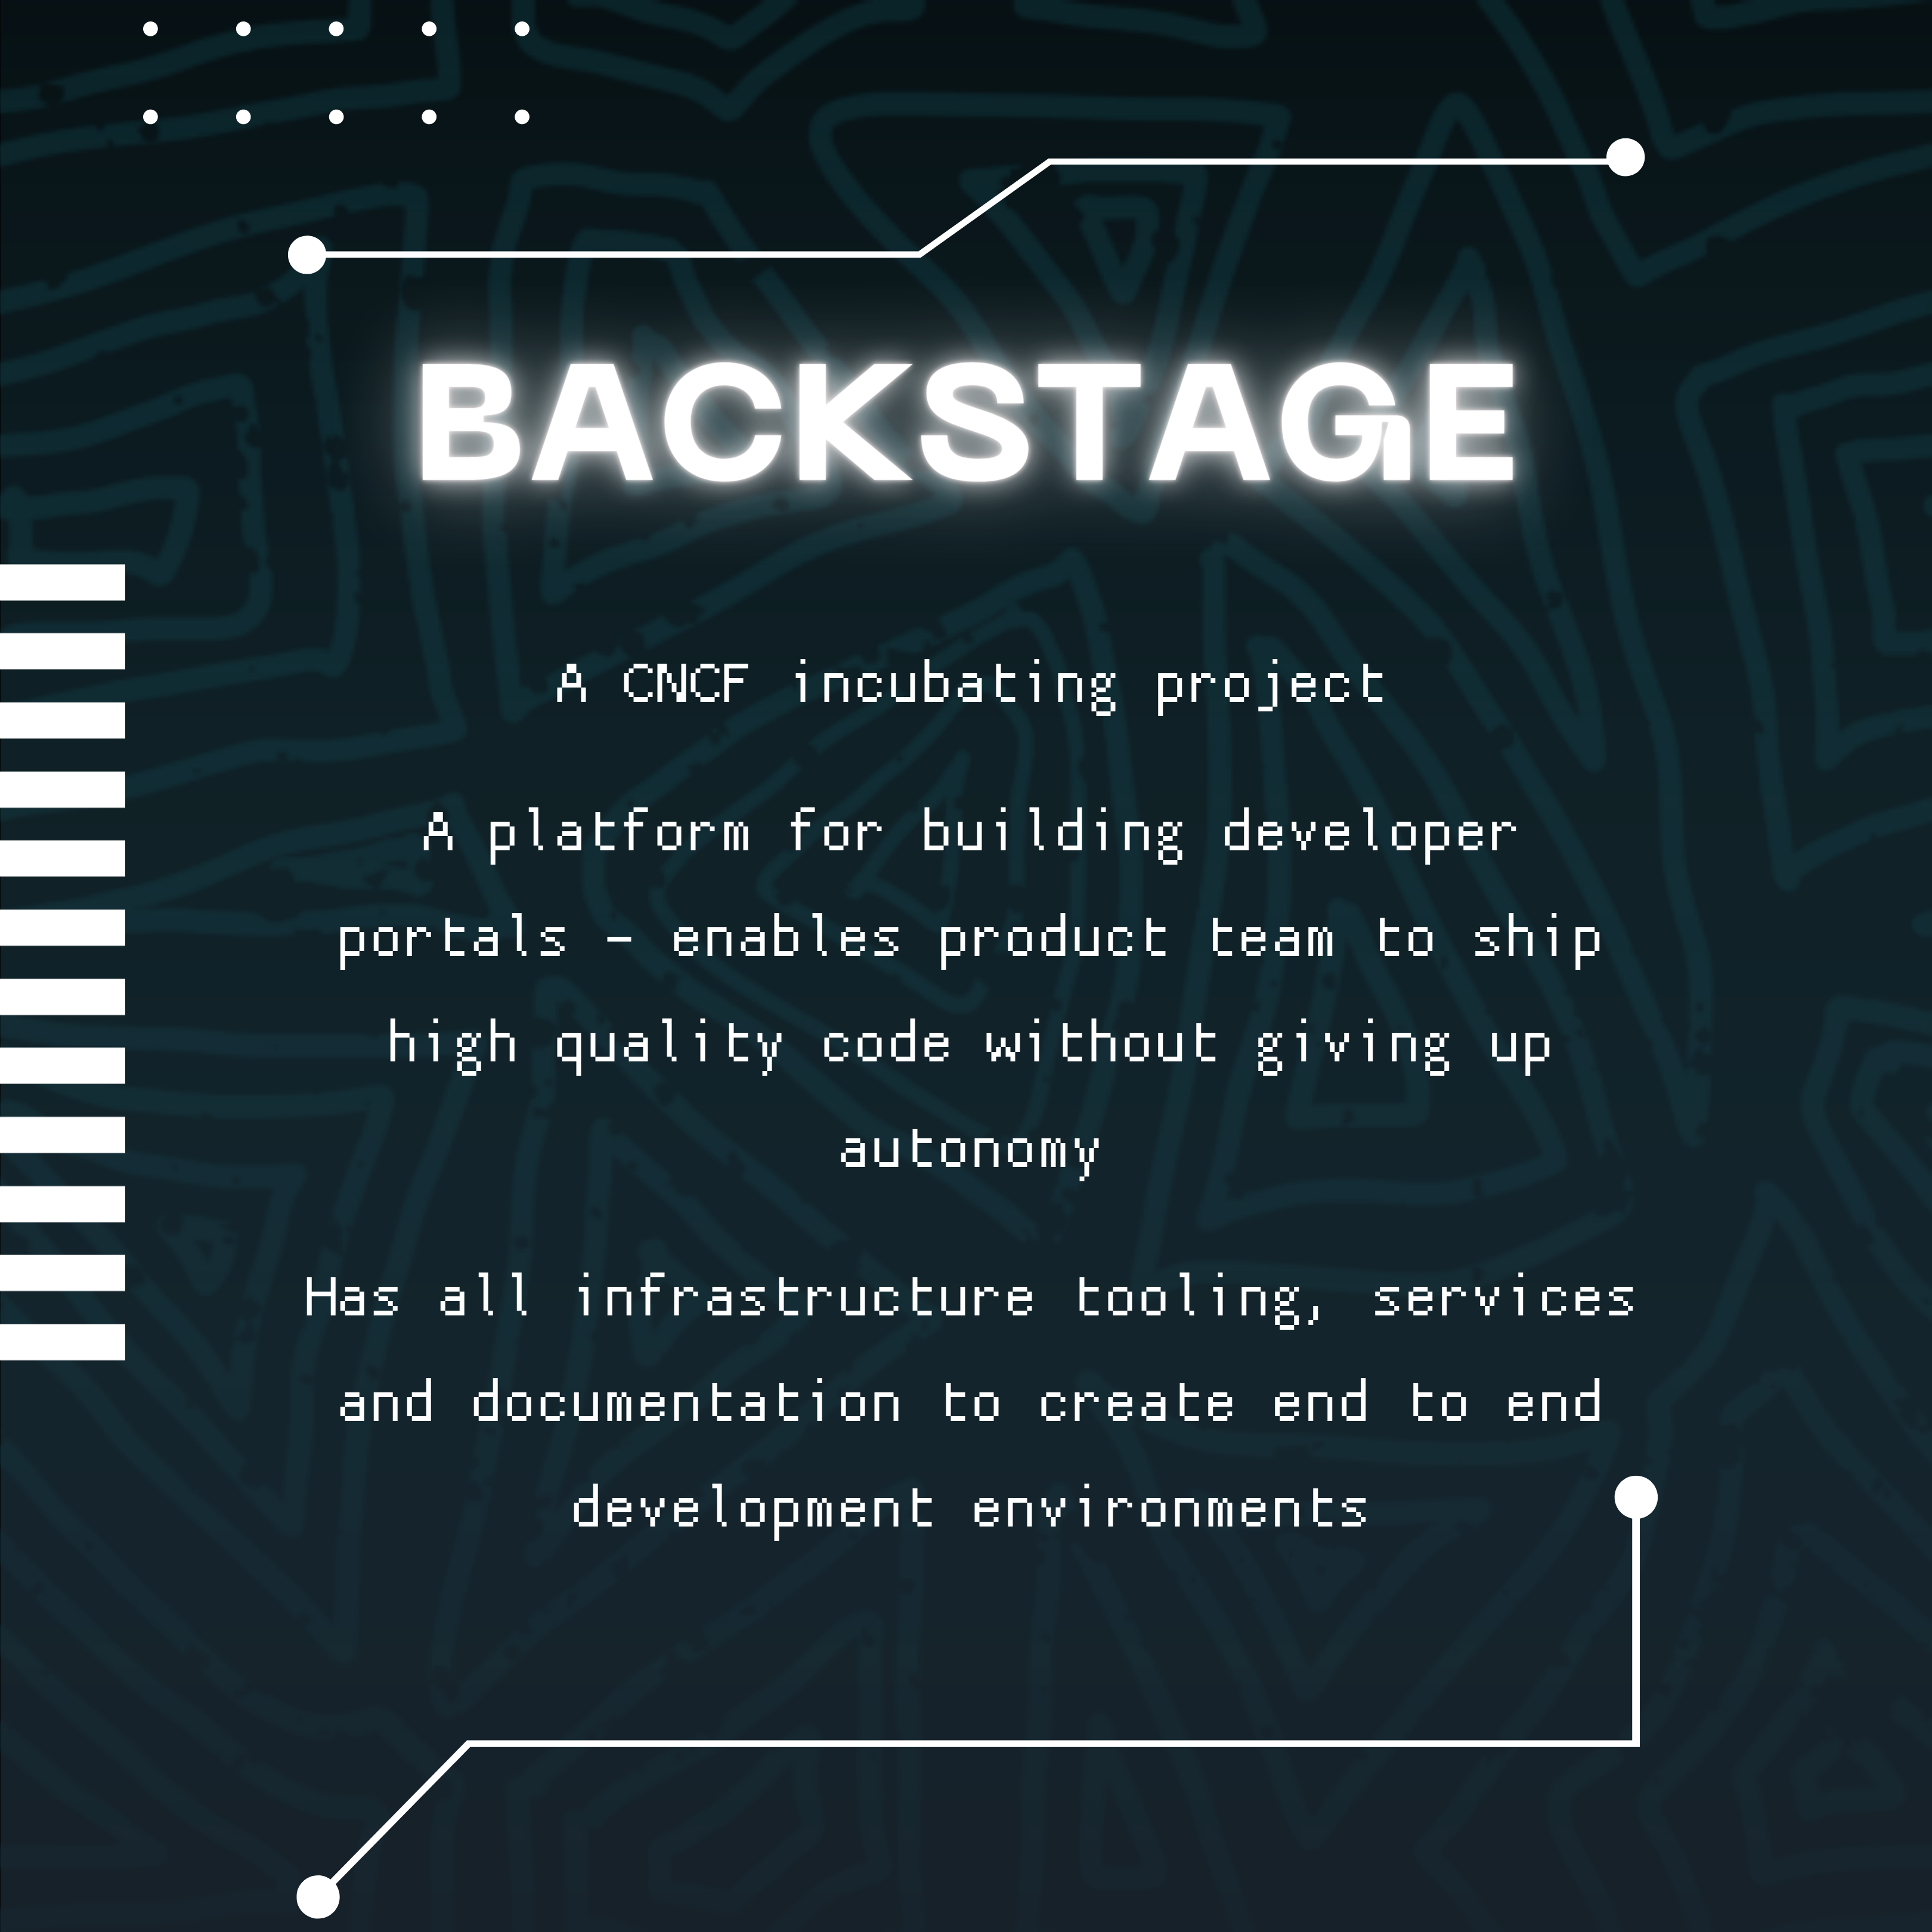 BACKSTAGE
A CNCF incubating project
A platform for building developer
portals - enables product team to ship
high quality code without giving up
autonomy
Has all infrastructure tooling, services
and documentation to create end to end
development environments